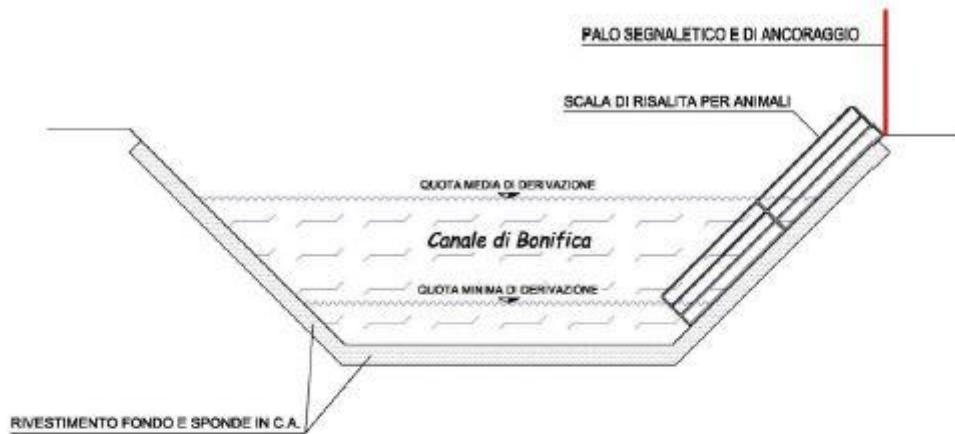 PALO SEGNALETICO E DI ANCORAGGIO
SCALA DI RISALITA PER ANIMALI
QUOTA MEDIA DI DERIVAZIONE
Canale di Bonifica
QUOTA MINIMA DI DERIVAZIONE
RIVESTIMENTO FONDO E SPONDE IN C.A.